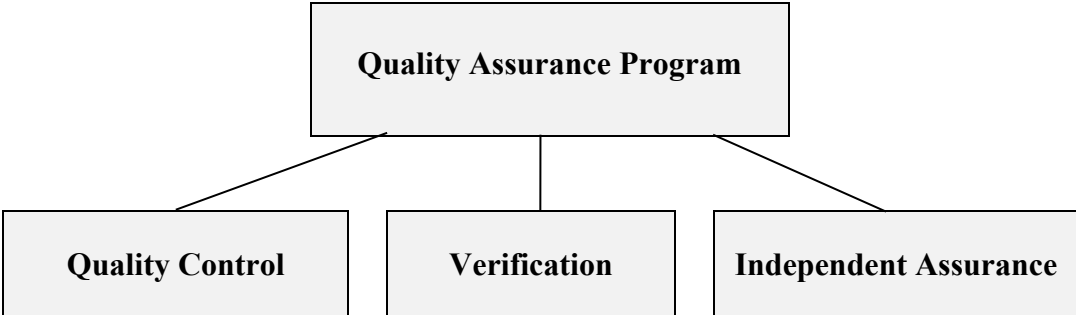 Quality Assurance Program
Quality Control
Verification
Independent Assurance